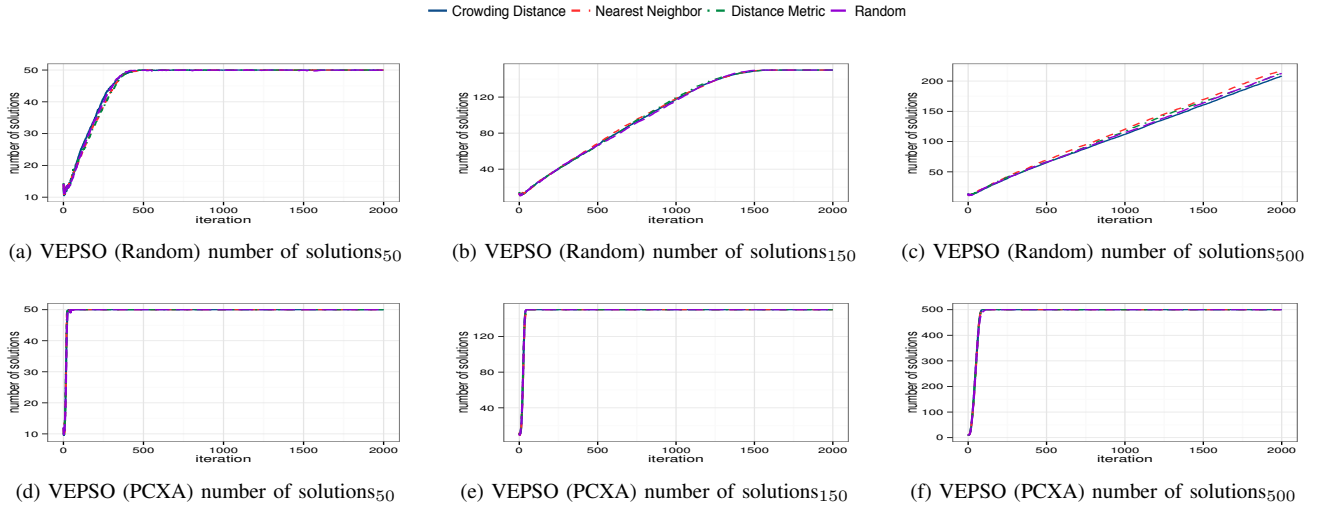 Crowding Distance Nearest Neighbor Distance Metric Random
number of solutions
50
40
30
20
10
0 500 1000 1500 2000
iteration
(a) VEPSO (Random) number of solutions50
number of solutions
120
80
40
0 500 1000 1500 2000
iteration
(b) VEPSO (Random) number of solutions150
number of solutions
200
150
100
50
0 500 1000 1500 2000
iteration
(c) VEPSO (Random) number of solutions500
number of solutions
50
40
30
20
10
0 500 1000 1500 2000
iteration
(d) VEPSO (PCXA) number of solutions50
number of solutions
120
80
40
0 500 1000 1500 2000
iteration
(e) VEPSO (PCXA) number of solutions150
number of solutions
500
400
300
200
100
0
0 500 1000 1500 2000
iteration
(f) VEPSO (PCXA) number of solutions500